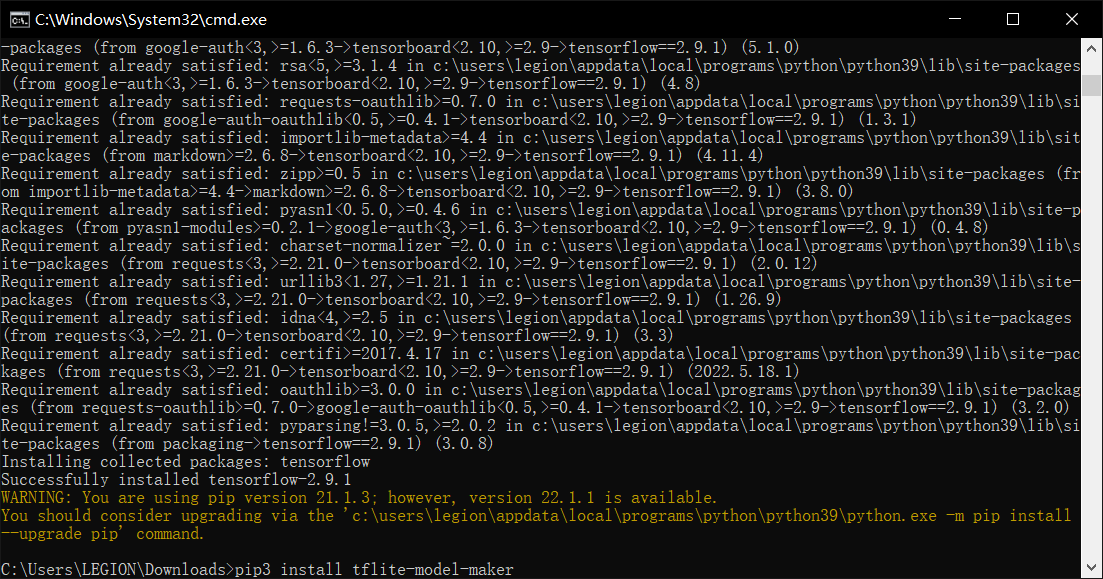 C:\Windows\System32\cmd.exe
-packages (from google-auth<3,>=1.6.3->tensorboard<2.10,>=2.9->tensorflow==2.9.1) (5.1.0)
Requirement already satisfied: rsa<5,>=3.1.4 in c:\users\legion\appdata\local\programs\python\python39\lib\site-packages
(from google-auth<3,>=1.6.3->tensorboard<2.10,>=2.9->tensorflow==2.9.1) (4.8)
Requirement already satisfied: requests-oauthlib>=0.7.0 in c:\users\legion\appdata\local\programs\python\python39\lib\si
te-packages (from google-auth-oauthlib<0.5,>=0.4.1->tensorboard<2.10,>=2.9->tensorflow==2.9.1) (1.3.1)
Requirement already satisfied: importlib-metadata>=4.4 in c:\users\legion\appdata\local\programs\python\python39\lib\sit
e-packages (from markdown>=2.6.8->tensorboard<2.10,>=2.9->tensorflow==2.9.1) (4.11.4)
Requirement already satisfied: zipp>=0.5 in c:\users\legion\appdata\local\programs\python\python39\lib\site-packages (fr
om importlib-metadata>=4.4->markdown>=2.6.8->tensorboard<2.10,>=2.9->tensorflow==2.9.1) (3.8.0)
Requirement already satisfied: pyasn1<0.5.0,>=0.4.6 in c:\users\legion\appdata\local\programs\python\python39\lib\site-p
ackages (from pyasn1-modules>=0.2.1->google-auth<3,>=1.6.3->tensorboard<2.10,>=2.9->tensorflow==2.9.1) (0.4.8)
Requirement already satisfied: charset-normalizer~=2.0.0 in c:\users\legion\appdata\local\programs\python\python39\lib\s
ite-packages (from requests<3,>=2.21.0->tensorboard<2.10,>=2.9->tensorflow==2.9.1) (2.0.12)
Requirement already satisfied: urllib3<1.27,>=1.21.1 in c:\users\legion\appdata\local\programs\python\python39\lib\site-
packages (from requests<3,>=2.21.0->tensorboard<2.10,>=2.9->tensorflow==2.9.1) (1.26.9)
Requirement already satisfied: idna<4,>=2.5 in c:\users\legion\appdata\local\programs\python\python39\lib\site-packages
(from requests<3,>=2.21.0->tensorboard<2.10,>=2.9->tensorflow==2.9.1) (3.3)
Requirement already satisfied: certifi>=2017.4.17 in c:\users\legion\appdata\local\programs\python\python39\lib\site-pac
kages (from requests<3,>=2.21.0->tensorboard<2.10,>=2.9->tensorflow==2.9.1) (2022.5.18.1)
Requirement already satisfied: oauthlib>=3.0.0 in c:\users\legion\appdata\local\programs\python\python39\lib\site-packag
es (from requests-oauthlib>=0.7.0->google-auth-oauthlib<0.5,>=0.4.1->tensorboard<2.10,>=2.9->tensorflow==2.9.1) (3.2.0)
Requirement already satisfied: pyparsing!=3.0.5,>=2.0.2 in c:\users\legion\appdata\local\programs\python\python39\lib\si
te-packages (from packaging->tensorflow==2.9.1) (3.0.8)
Installing collected packages: tensorflow
Successfully installed tensorflow-2.9.1
WARNING: You are using pip version 21.1.3; however, version 22.1.1 is available.
You should consider upgrading via the 'c:\users\legion\appdata\local\programs\python\python39\python.exe -m pip install
--upgrade pip' command.
C:\Users\LEGION\Downloads>pip3 install tflite-model-maker